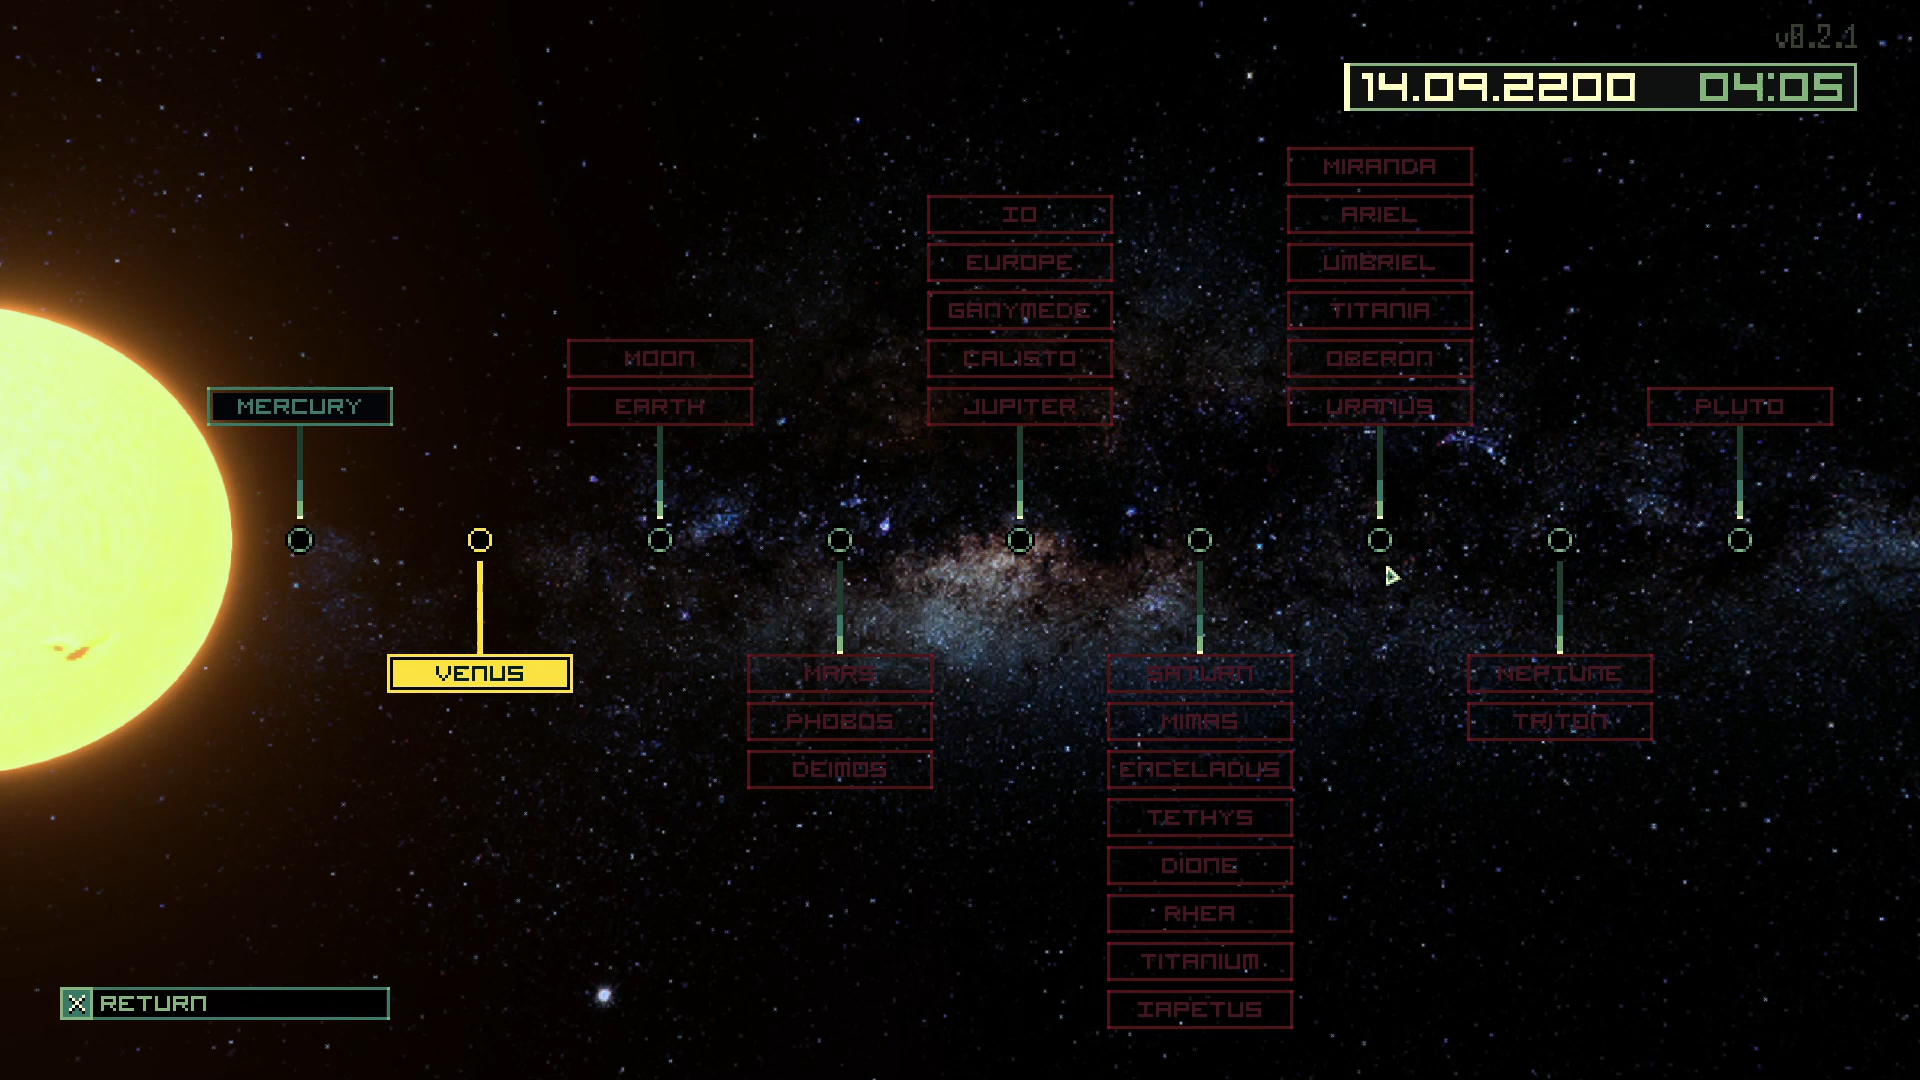 v0.2.1
14.09.2200 04:05
MIRANDA
IO
ARIEL
EUROPE
UMBRIEL
GANYMEDE
TITANIA
MOON
CALISTO
OBERON
MERCURY
EARTH
JUPITER
URANUS
PLUTO
VENUS
MARS
SATURN
NEPTUNE
PHOBOS
MIMAS
TRITON
DEIMOS
ENCELADUS
TETHYS
DIONE
RHEA
TITANIUM
IAPETUS
X RETURN